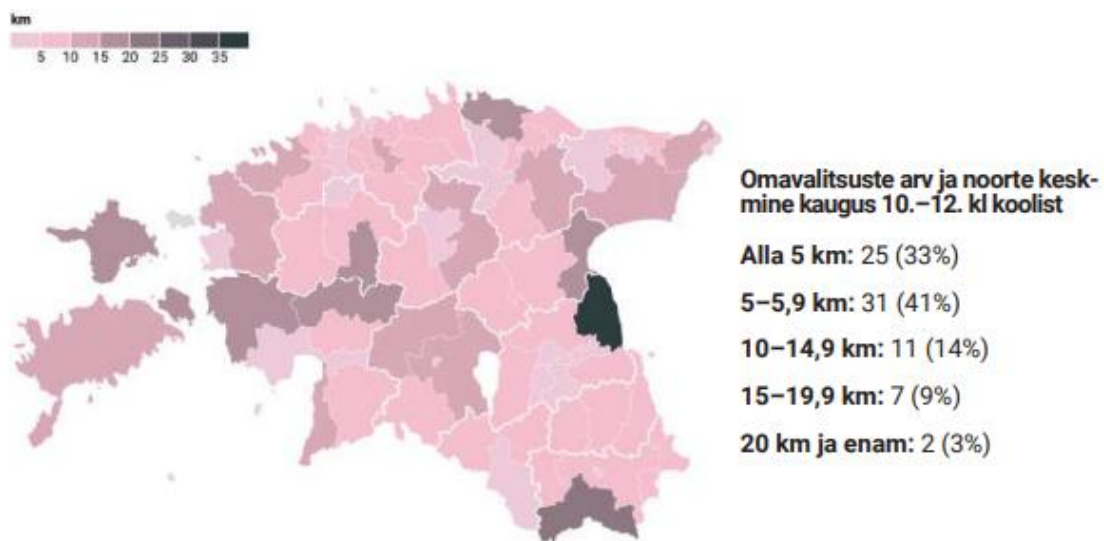 km
5 10 15 20 25 30 35
Omavalitsuste arv ja noorte kesk-
mine kaugus 10.–12. kl koolist
Alla 5 km: 25 (33%)
5–5,9 km: 31 (41%)
10–14,9 km: 11 (14%)
15–19,9 km: 7 (9%)
20 km ja enam: 2 (3%)